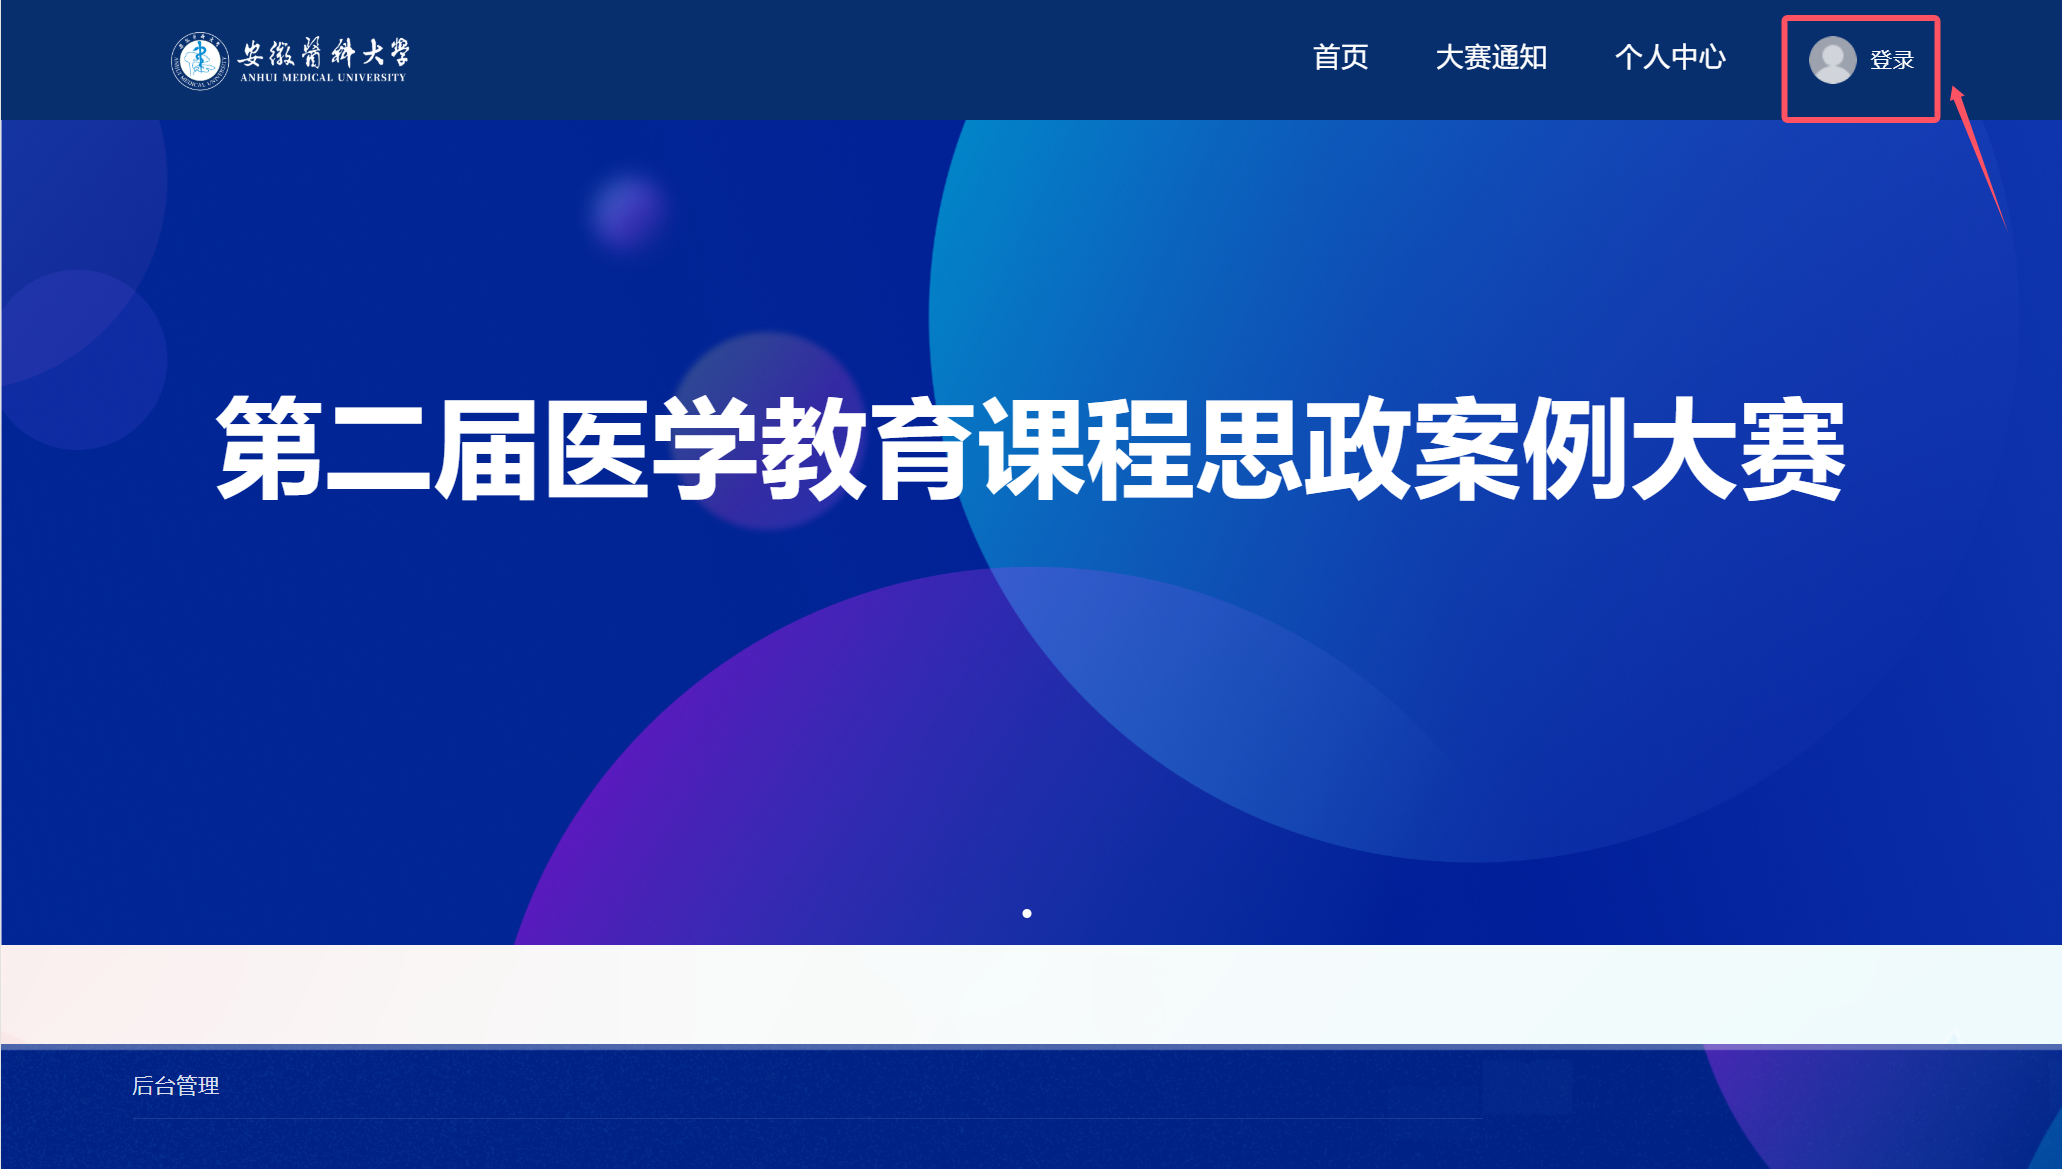 安徽醫科大學
ANHUI MEDICAL UNIVERSITY
首页 大赛通知 个人中心 登录
第二届医学教育课程思政案例大赛
后台管理